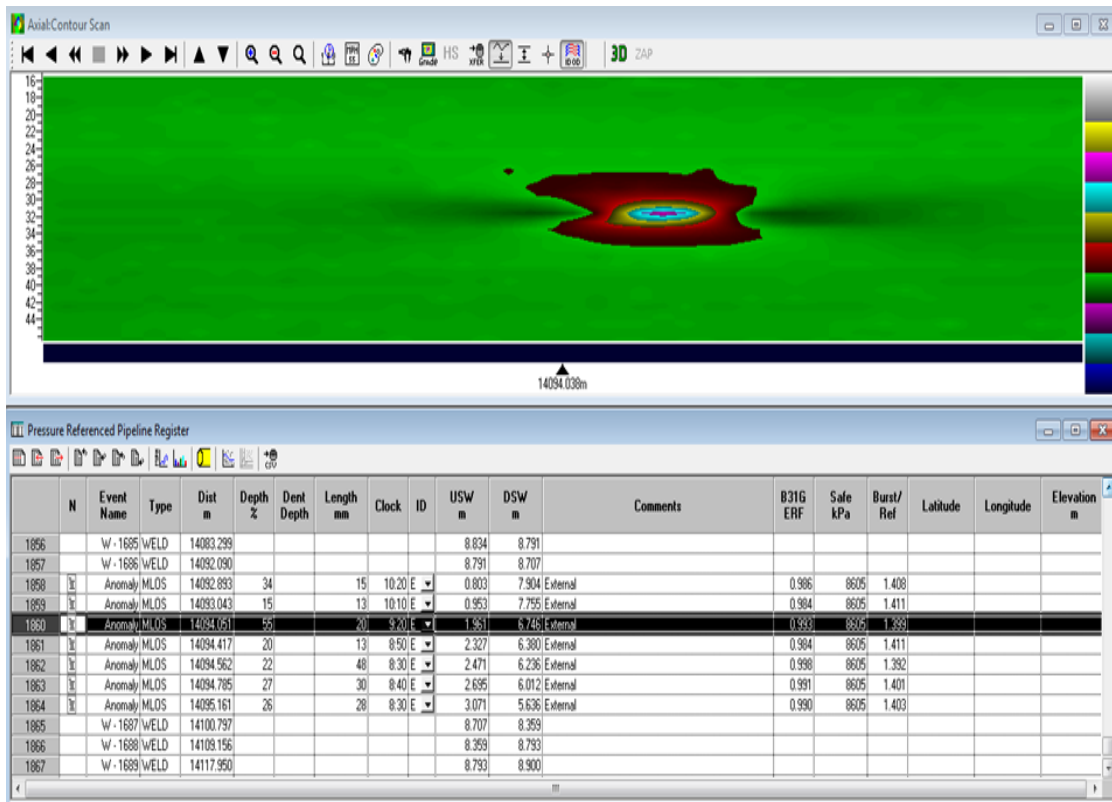 Axial:Contour Scan
Grade HS XFER ID OD 3D ZAP
16
18
20
22
24
26
28
30
32
34
36
38
40
42
44
14094.038m
Pressure Referenced Pipeline Register
N Event Name Type Dist m Depth % Dent Depth Length mm Clock ID USW m DSW m Comments B31G ERF Safe kPa Burst/ Ref Latitude Longitude Elevation m
1856 W - 1685 WELD 14083.299 8.834 8.791
1857 W - 1686 WELD 14092.090 8.791 8.707
1858 Anomaly MLOS 14092.893 34 15 10:20 E 0.803 7.904 External 0.986 8605 1.408
1859 Anomaly MLOS 14093.043 15 13 10:10 E 0.953 7.755 External 0.984 8605 1.411
1860 Anomaly MLOS 14094.051 55 20 9:20 E 1.961 6.746 External 0.993 8605 1.399
1861 Anomaly MLOS 14094.417 20 13 8:50 E 2.327 6.380 External 0.984 8605 1.411
1862 Anomaly MLOS 14094.562 22 48 8:30 E 2.471 6.236 External 0.998 8605 1.392
1863 Anomaly MLOS 14094.785 27 30 8:40 E 2.695 6.012 External 0.991 8605 1.401
1864 Anomaly MLOS 14095.161 26 28 8:30 E 3.071 5.636 External 0.990 8605 1.403
1865 W - 1687 WELD 14100.797 8.707 8.359
1866 W - 1688 WELD 14109.156 8.359 8.793
1867 W - 1689 WELD 14117.950 8.793 8.900